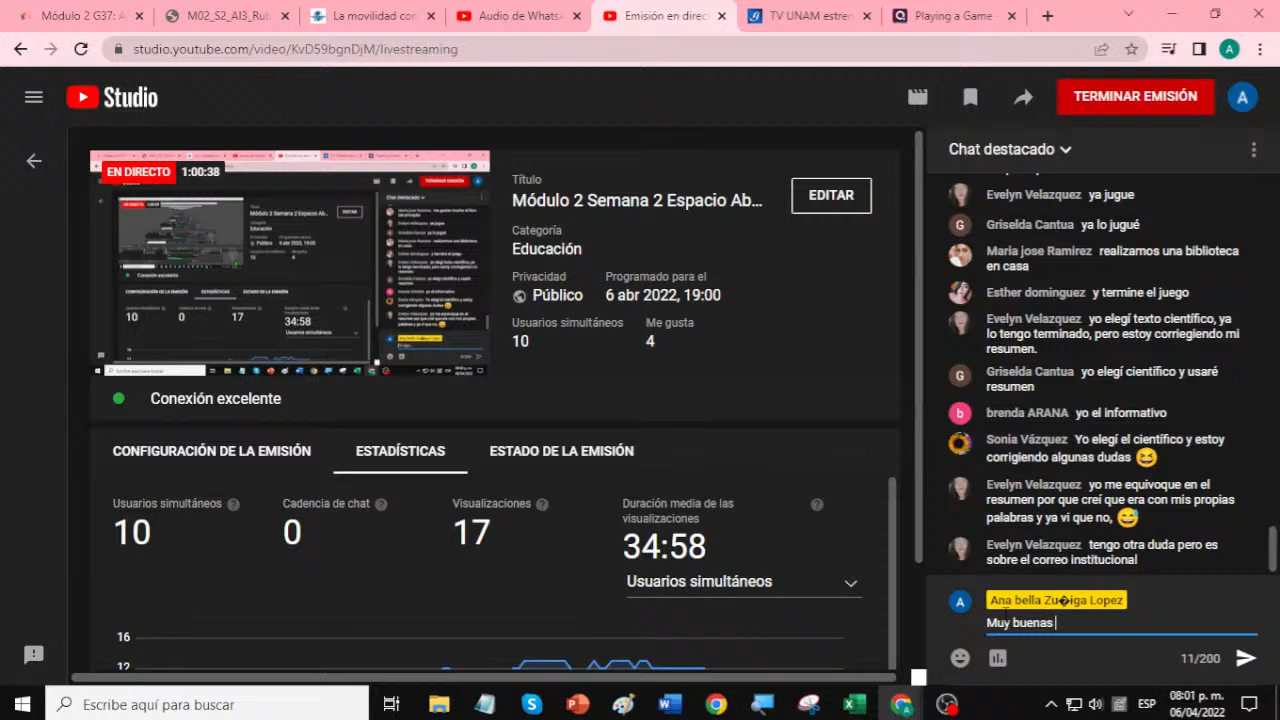 Módulo 2 G37: A
M02_S2_AI3_Rub
La movilidad con
Audio de Whats
Emisión en direc
TV UNAM estren
Playing a Game
studio.youtube.com/video/KvD59bgnDjM/livestreaming
A
Studio
TERMINAR EMISIÓN
A
EN DIRECTO 1:00:38
Título
Módulo 2 Semana 2 Espacio Ab...
EDITAR
Categoría
Educación
Privacidad
Programado para el
Público
6 abr 2022, 19:00
Usuarios simultáneos
Me gusta
10
4
Conexión excelente
CONFIGURACIÓN DE LA EMISIÓN
ESTADÍSTICAS
ESTADO DE LA EMISIÓN
Usuarios simultáneos
Cadencia de chat
Visualizaciones
Duración media de las
visualizaciones
10
0
17
34:58
Usuarios simultáneos
16
12
Chat destacado
Evelyn Velazquez ya jugue
G Griselda Cantua ya lo jugué
Maria jose Ramirez realizamos una biblioteca
en casa
Esther dominguez y termine el juego
Evelyn Velazquez yo elegí texto científico, ya
lo tengo terminado, pero estoy corriegiendo mi
resumen.
G Griselda Cantua yo elegí científico y usaré
resumen
b brenda ARANA yo el informativo
Sonia Vázquez Yo elegí el científico y estoy
corrigiendo algunas dudas 😆
Evelyn Velazquez yo me equivoque en el
resumen por que creí que era con mis propias
palabras y ya vi que no, 😅
Evelyn Velazquez tengo otra duda pero es
sobre el correo institucional
A Ana bella Zu�iga Lopez
Muy buenas
11/200
Escribe aquí para buscar
ESP
08:01 p. m.
06/04/2022